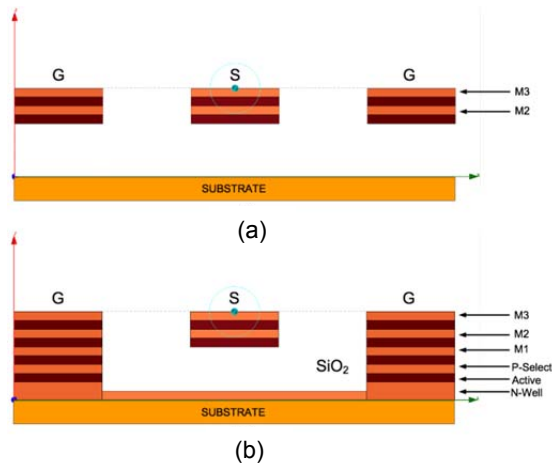 G S G
M3
M2
SUBSTRATE
(a)
G S G
M3
M2
M1
SiO₂
P-Select
Active
N-Well
SUBSTRATE
(b)